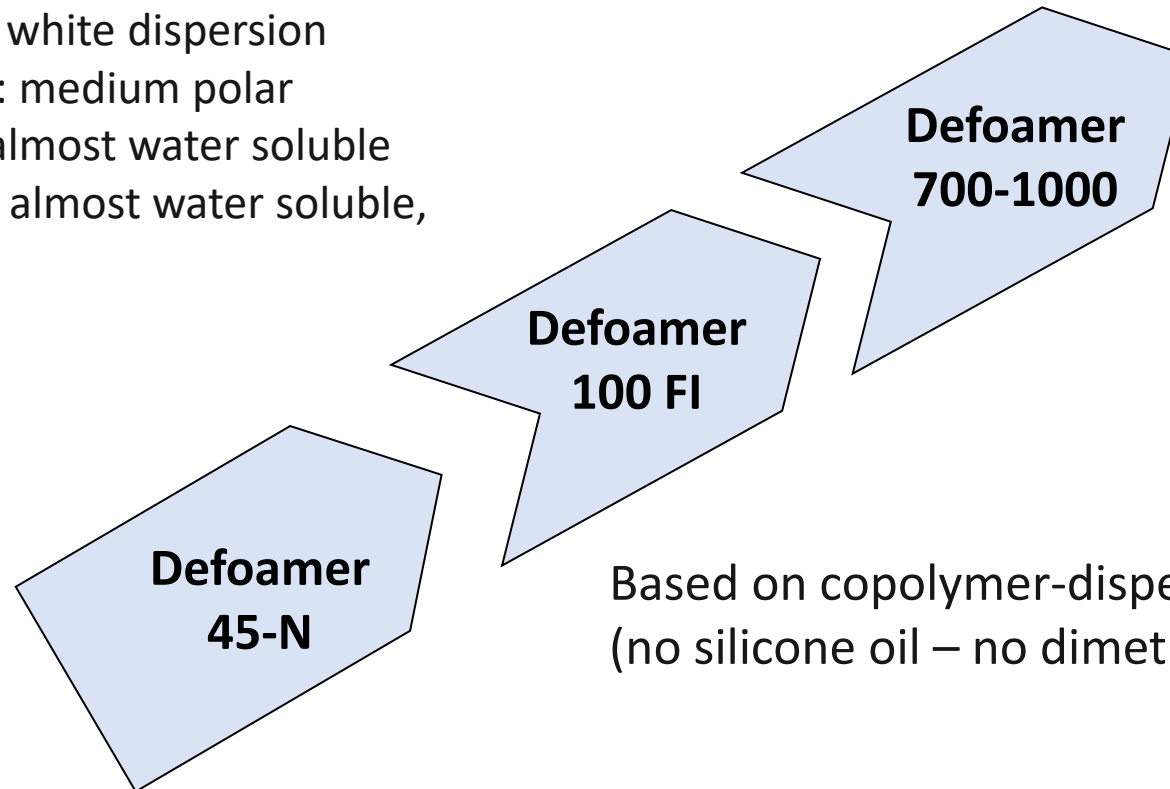 white dispersion
: medium polar
almost water soluble
almost water soluble,
Defoamer
700-1000
Defoamer
100 FI
Defoamer
45-N
Based on copolymer-dispe
(no silicone oil – no dimet